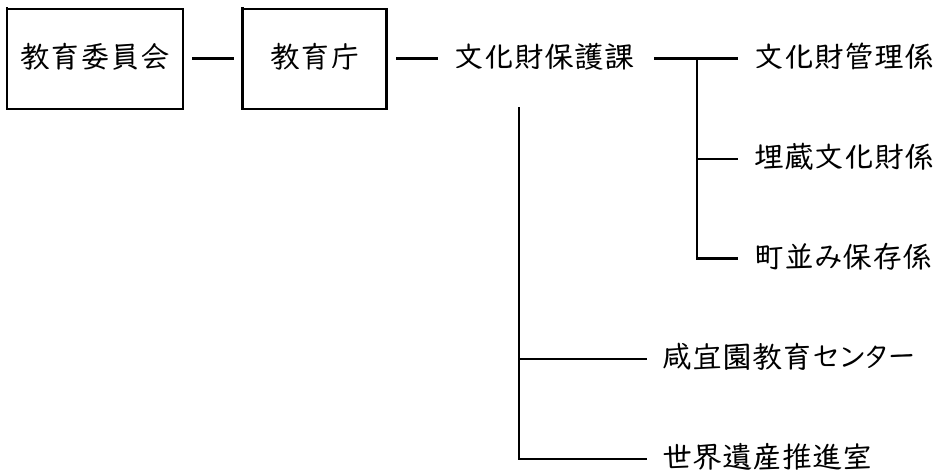 教育委員会
教育庁
文化財保護課
文化財管理係
埋蔵文化財係
町並み保存係
咸宜園教育センター
世界遺産推進室